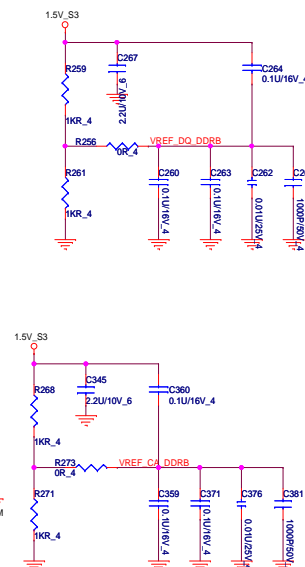 1.5V_S3
R259
1KR_4
C267
2.2U/10V_6
C264
0.1U/16V_4
R256
0R_4
VREF_DQ_DDRB
R261
1KR_4
C260
0.1U/16V_4
C263
0.1U/16V_4
C262
0.01U/25V_4
1000P/50V_4
1.5V_S3
R268
1KR_4
C345
2.2U/10V_6
C360
0.1U/16V_4
R273
0R_4
VREF_CA_DDRB
R271
1KR_4
C359
0.1U/16V_4
C371
0.1U/16V_4
C376
0.01U/25V_4
C381
1000P/50V